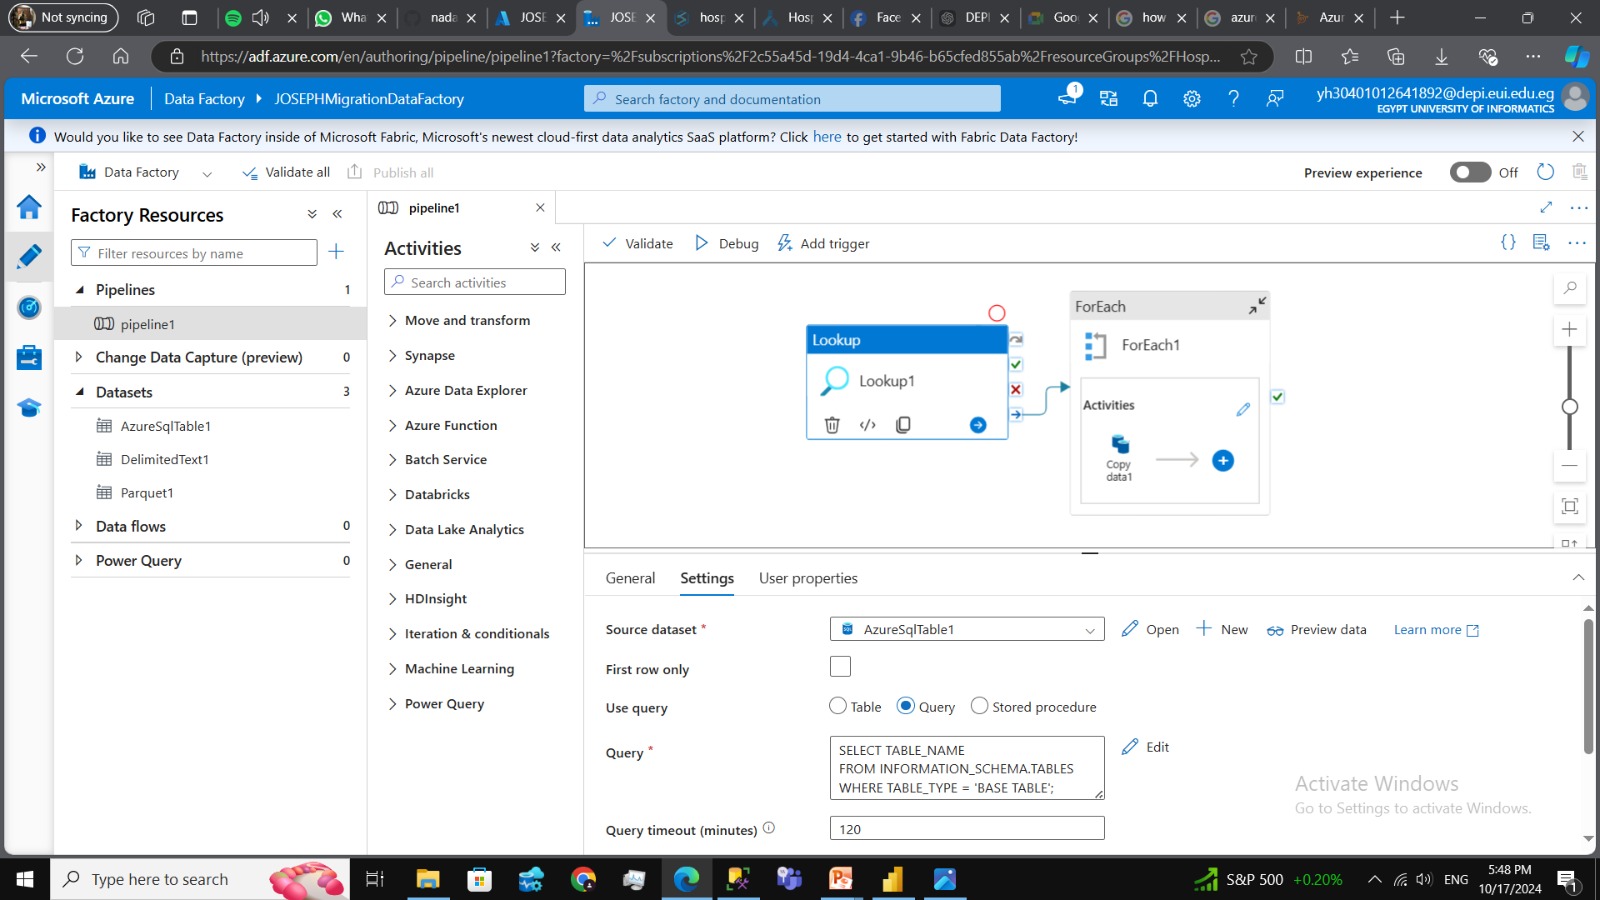 Not syncing
Wha
nada
JOSE
JOSE
hosp
Hos
Face
DEPI
Goo
how
azur
Azur
https://adf.azure.com/en/authoring/pipeline/pipeline1?factory=%2Fsubscriptions%2F2c55a45d-19d4-4ca1-9b46-b65cfed855ab%2FresourceGroups%2FHosp...
Microsoft Azure
Data Factory
JOSEPHMigrationDataFactory
Search factory and documentation
1
yh30401012641892@depi.eui.edu.eg
EGYPT UNIVERSITY OF INFORMATICS
Would you like to see Data Factory inside of Microsoft Fabric, Microsoft's newest cloud-first data analytics SaaS platform? Click here to get started with Fabric Data Factory!
Data Factory
Validate all
Publish all
Preview experience
Off
Factory Resources
Filter resources by name
Pipelines 1
pipeline1
Change Data Capture (preview) 0
Datasets 3
AzureSqlTable1
DelimitedText1
Parquet1
Data flows 0
Power Query 0
pipeline1
Activities
Search activities
Move and transform
Synapse
Azure Data Explorer
Azure Function
Batch Service
Databricks
Data Lake Analytics
General
HDInsight
Iteration & conditionals
Machine Learning
Power Query
Validate
Debug
Add trigger
Lookup
Lookup1
ForEach
ForEach1
Activities
Copy
data1
General
Settings
User properties
Source dataset *
AzureSqlTable1
Open
New
Preview data
Learn more
First row only
Use query
Table
Query
Stored procedure
Query *
SELECT TABLE_NAME
FROM INFORMATION_SCHEMA.TABLES
WHERE TABLE_TYPE = 'BASE TABLE';
Edit
Query timeout (minutes)
120
Activate Windows
Go to Settings to activate Windows.
Type here to search
S&P 500 +0.20%
ENG
5:48 PM
10/17/2024
1